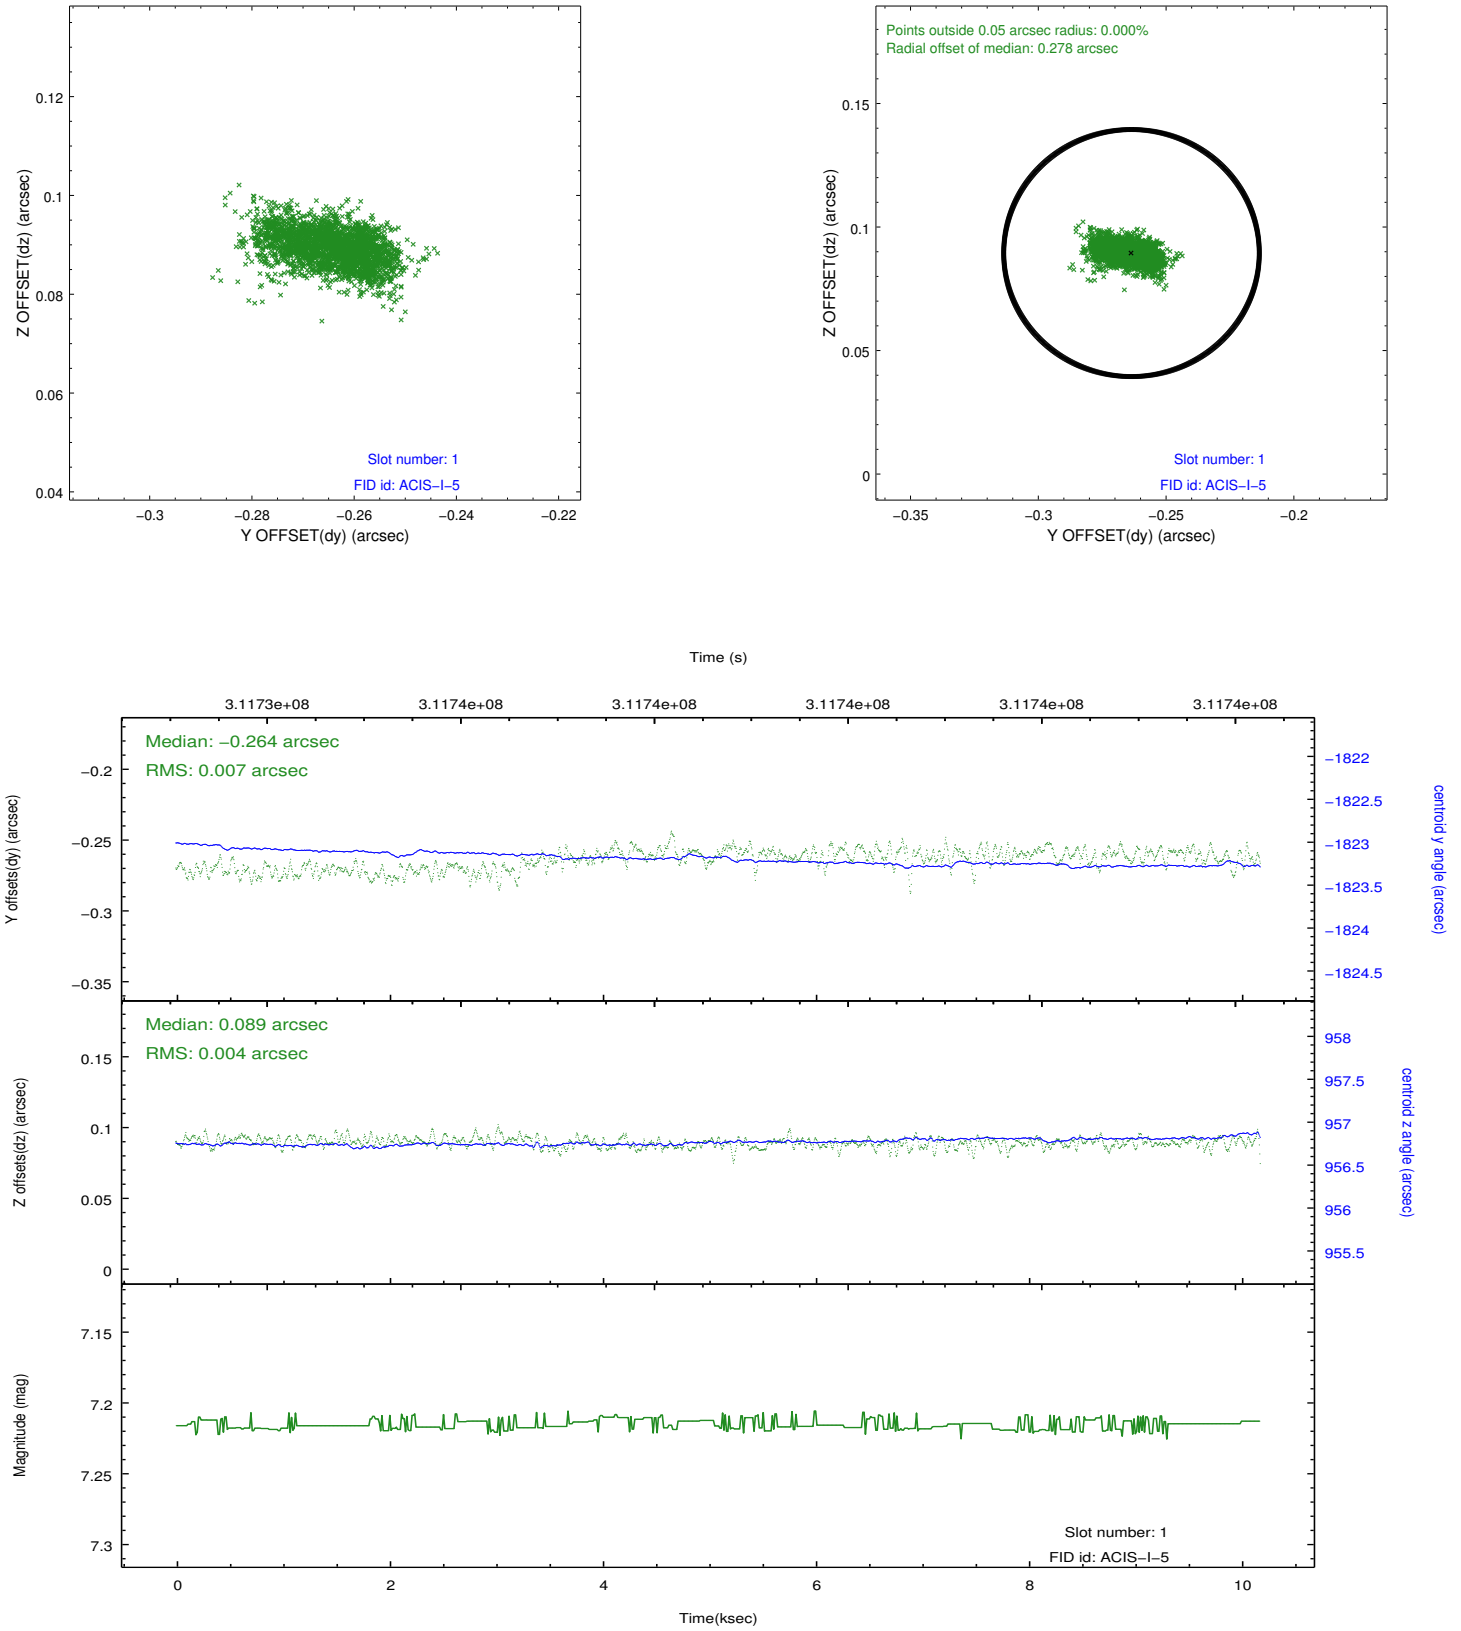 0.12
0.1
0.08
0.06
0.04
Z OFFSET(dz) (arcsec)
Slot number: 1
FID id: ACIS−I−5
−0.3
−0.28
−0.26
−0.24
−0.22
Y OFFSET(dy) (arcsec)
Points outside 0.05 arcsec radius: 0.000%
Radial offset of median: 0.278 arcsec
0.15
0.1
0.05
0
Z OFFSET(dz) (arcsec)
Slot number: 1
FID id: ACIS−I−5
−0.35
−0.3
−0.25
−0.2
Y OFFSET(dy) (arcsec)
Time (s)
3.1173e+08
3.1174e+08
3.1174e+08
3.1174e+08
3.1174e+08
3.1174e+08
Median: −0.264 arcsec
RMS: 0.007 arcsec
−0.2
−0.25
−0.3
−0.35
Y offsets(dy) (arcsec)
−1822
−1822.5
−1823
−1823.5
−1824
−1824.5
centroid y angle (arcsec)
Median: 0.089 arcsec
RMS: 0.004 arcsec
0.15
0.1
0.05
0
Z offsets(dz) (arcsec)
958
957.5
957
956.5
956
955.5
centroid z angle (arcsec)
7.15
7.2
7.25
7.3
Magnitude (mag)
Slot number: 1
FID id: ACIS−I−5
0
2
4
6
8
10
Time(ksec)